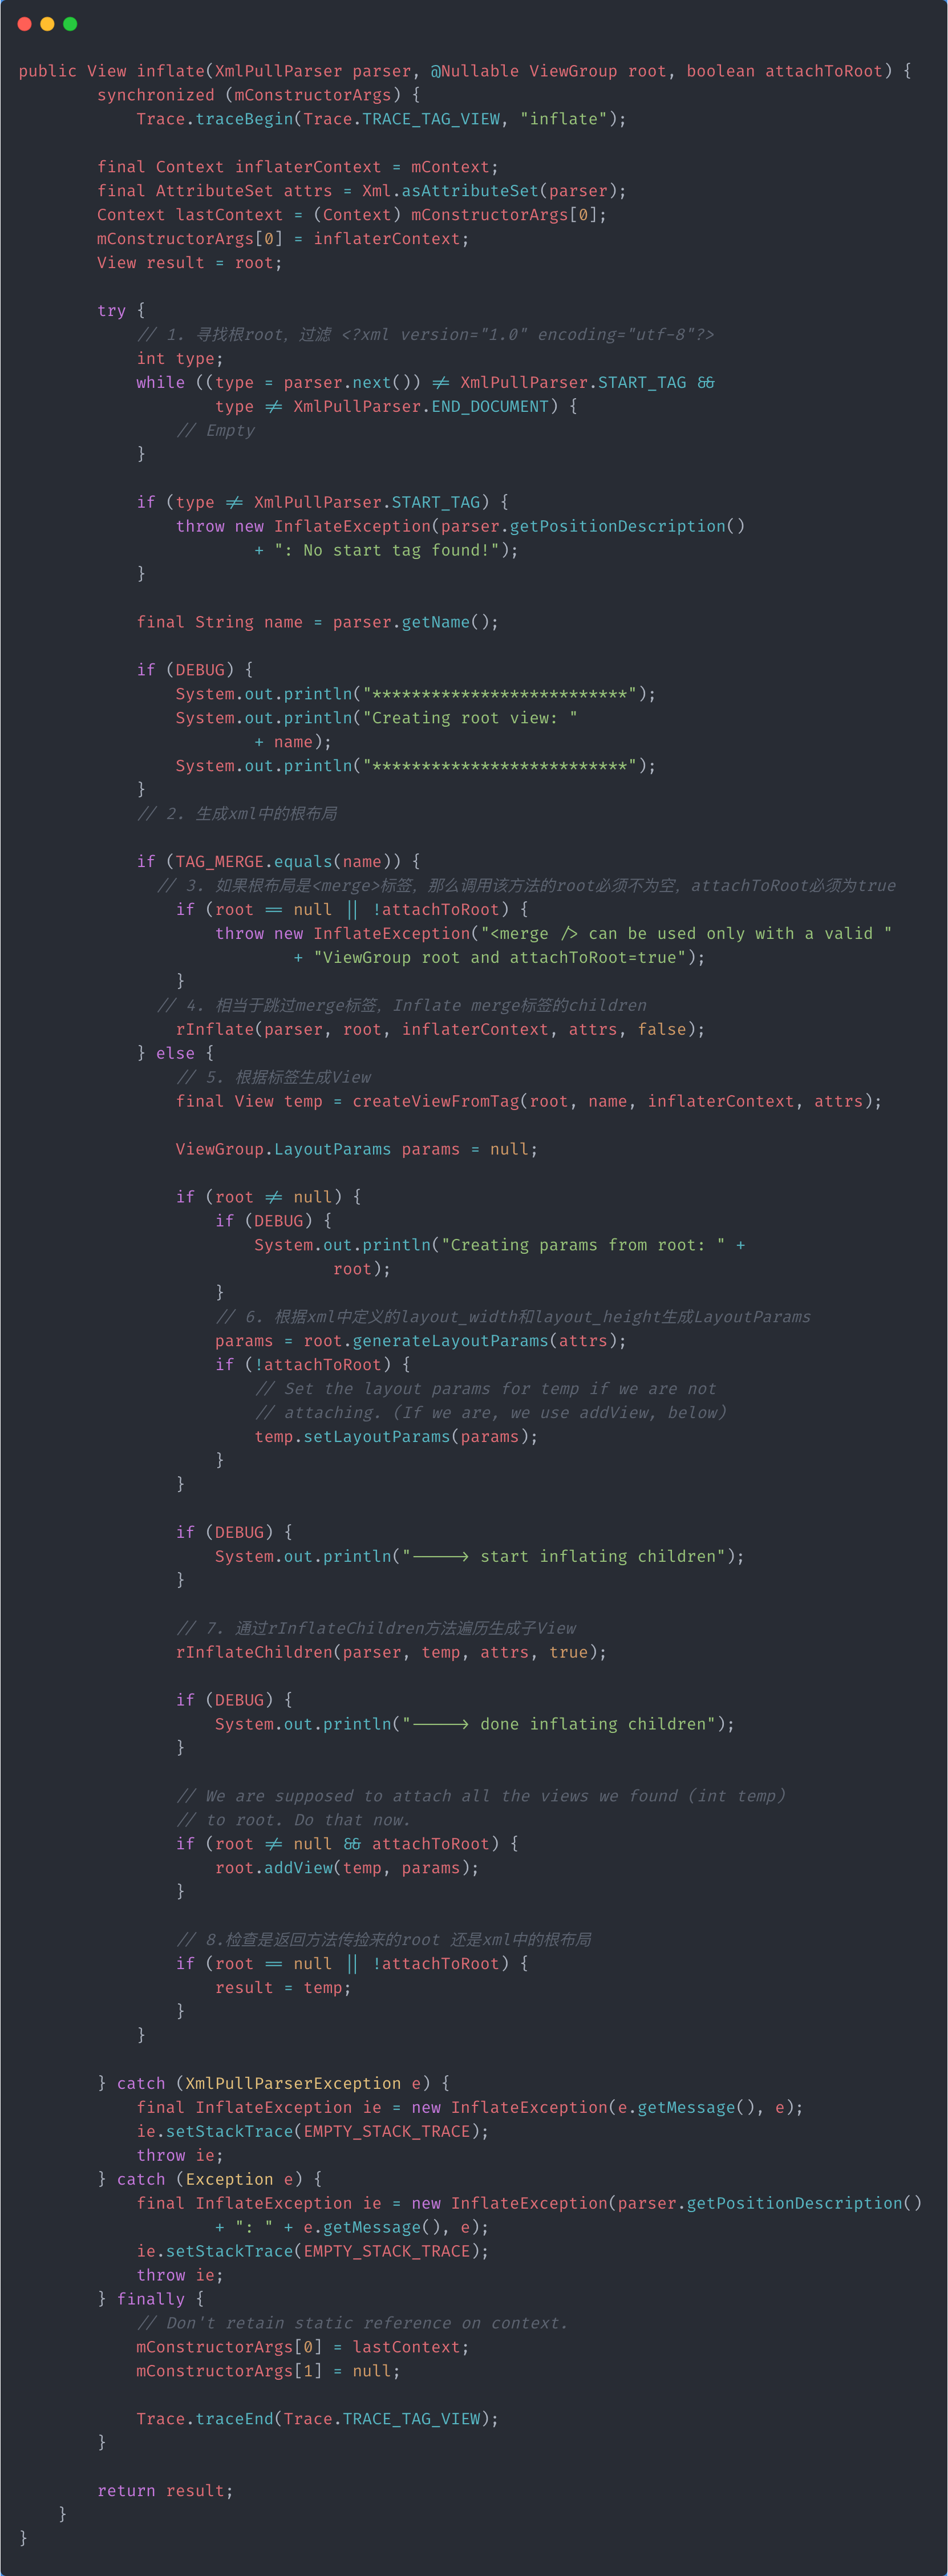 public View inflate(XmlPullParser parser, @Nullable ViewGroup root, boolean attachToRoot) {
        synchronized (mConstructorArgs) {
            Trace.traceBegin(Trace.TRACE_TAG_VIEW, "inflate");

        final Context inflaterContext = mContext;
        final AttributeSet attrs = Xml.asAttributeSet(parser);
        Context lastContext = (Context) mConstructorArgs[0];
        mConstructorArgs[0] = inflaterContext;
        View result = root;

        try {
            // 1. 寻找根root，过滤 <?xml version="1.0" encoding="utf-8"?>
            int type;
            while ((type = parser.next()) != XmlPullParser.START_TAG &&
                    type != XmlPullParser.END_DOCUMENT) {
                // Empty
            }

            if (type != XmlPullParser.START_TAG) {
                throw new InflateException(parser.getPositionDescription()
                        + ": No start tag found!");
            }

            final String name = parser.getName();

            if (DEBUG) {
                System.out.println("**************************");
                System.out.println("Creating root view: "
                        + name);
                System.out.println("**************************");
            }
            // 2. 生成xml中的根布局

            if (TAG_MERGE.equals(name)) {
              // 3. 如果根布局是<merge>标签，那么调用该方法的root必须不为空，attachToRoot必须为true
                if (root == null || !attachToRoot) {
                    throw new InflateException("<merge /> can be used only with a valid "
                            + "ViewGroup root and attachToRoot=true");
                }
              // 4. 相当于跳过merge标签，Inflate merge标签的children
                rInflate(parser, root, inflaterContext, attrs, false);
            } else {
                // 5. 根据标签生成View
                final View temp = createViewFromTag(root, name, inflaterContext, attrs);

                ViewGroup.LayoutParams params = null;

                if (root != null) {
                    if (DEBUG) {
                        System.out.println("Creating params from root: " +
                                root);
                    }
                    // 6. 根据xml中定义的layout_width和layout_height生成LayoutParams
                    params = root.generateLayoutParams(attrs);
                    if (!attachToRoot) {
                        // Set the layout params for temp if we are not
                        // attaching. (If we are, we use addView, below)
                        temp.setLayoutParams(params);
                    }
                }

                if (DEBUG) {
                    System.out.println("-----> start inflating children");
                }

                // 7. 通过rInflateChildren方法遍历生成子View
                rInflateChildren(parser, temp, attrs, true);

                if (DEBUG) {
                    System.out.println("-----> done inflating children");
                }

                // We are supposed to attach all the views we found (int temp)
                // to root. Do that now.
                if (root != null && attachToRoot) {
                    root.addView(temp, params);
                }

                // 8.检查是返回方法传捡来的root 还是xml中的根布局
                if (root == null || !attachToRoot) {
                    result = temp;
                }
            }

        } catch (XmlPullParserException e) {
            final InflateException ie = new InflateException(e.getMessage(), e);
            ie.setStackTrace(EMPTY_STACK_TRACE);
            throw ie;
        } catch (Exception e) {
            final InflateException ie = new InflateException(parser.getPositionDescription()
                    + ": " + e.getMessage(), e);
            ie.setStackTrace(EMPTY_STACK_TRACE);
            throw ie;
        } finally {
            // Don't retain static reference on context.
            mConstructorArgs[0] = lastContext;
            mConstructorArgs[1] = null;

            Trace.traceEnd(Trace.TRACE_TAG_VIEW);
        }

        return result;
    }
}